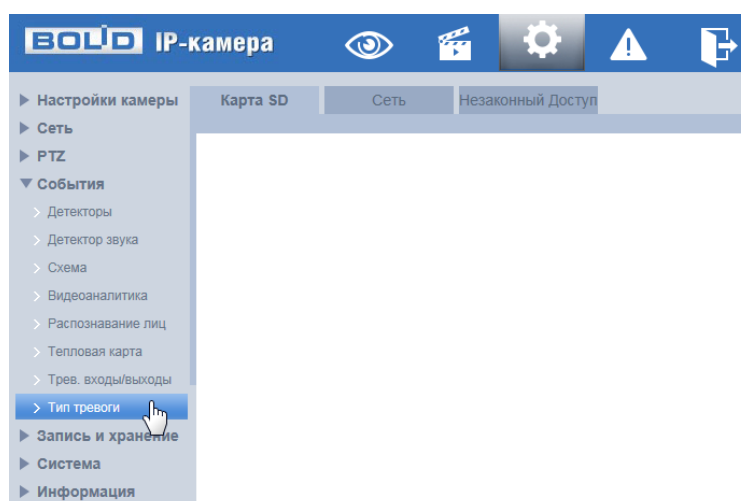 BOLID IP-камера
Карта SD Сеть Незаконный Доступ
Настройки камеры
Сеть
PTZ
События
Детекторы
Детектор звука
Схема
Видеоаналитика
Распознавание лиц
Тепловая карта
Трев. входы/выходы
Тип тревоги
Запись и хранение
Система
Информация